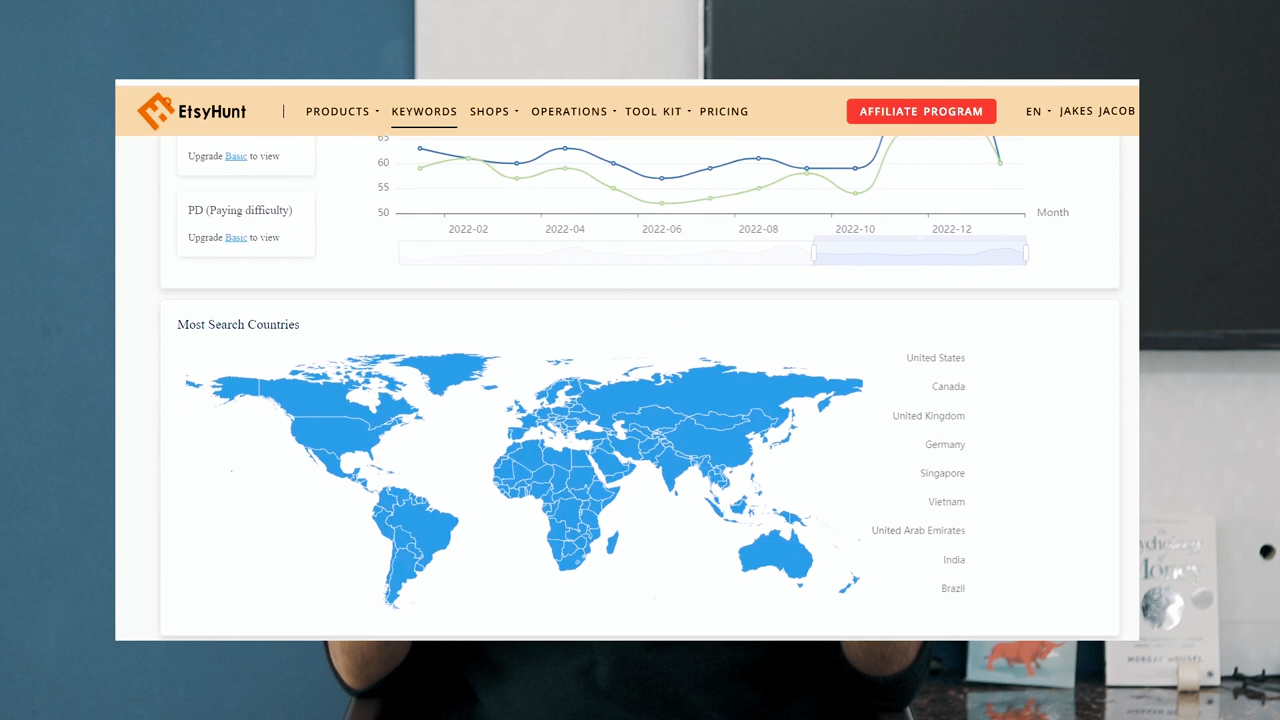 EtsyHunt
PRODUCTS KEYWORDS SHOPS OPERATIONS TOOL KIT PRICING
AFFILIATE PROGRAM
EN JAKES JACOB
Upgrade Basic to view
PD (Paying difficulty)
Upgrade Basic to view
65
60
55
50
2022-02 2022-04 2022-06 2022-08 2022-10 2022-12
Month
Most Search Countries
United States
Canada
United Kingdom
Germany
Singapore
Vietnam
United Arab Emirates
India
Brazil
MORGAN HOUSEL